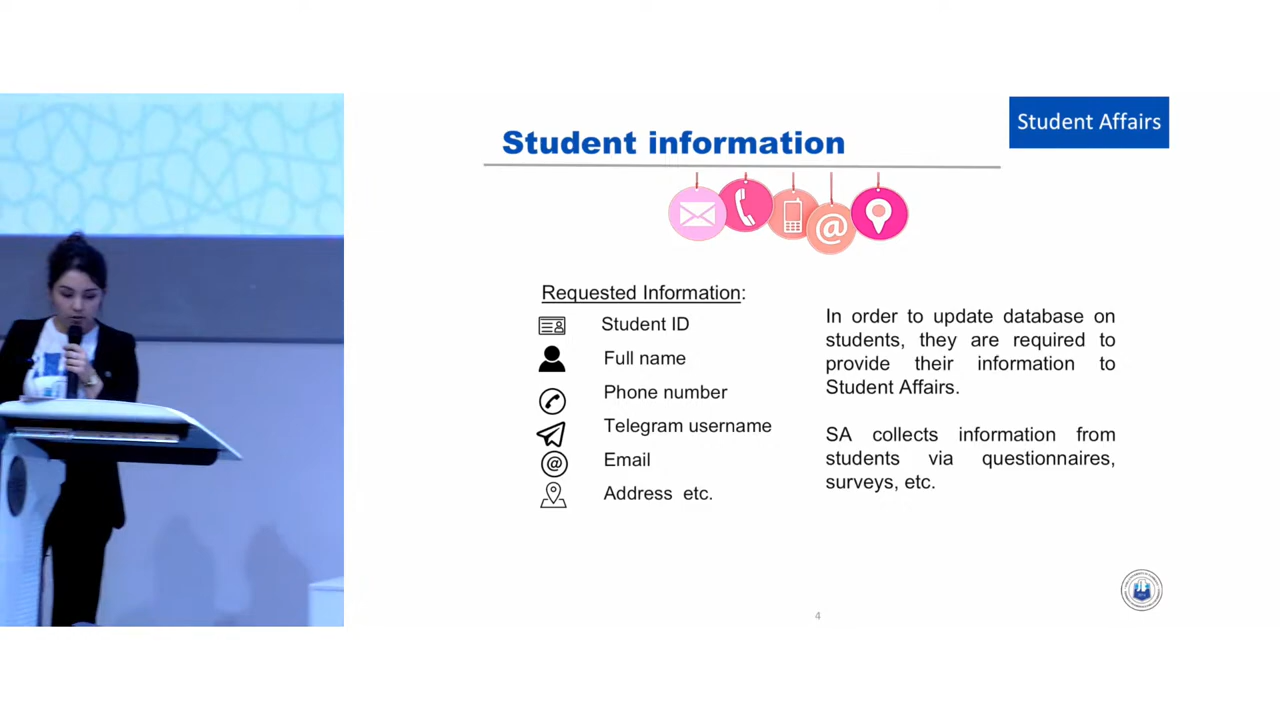 Student Affairs
Student information
Requested Information:
Student ID
Full name
Phone number
Telegram username
Email
Address etc.
In order to update database on
students, they are required to
provide their information to
Student Affairs.
SA collects information from
students via questionnaires,
surveys, etc.
4